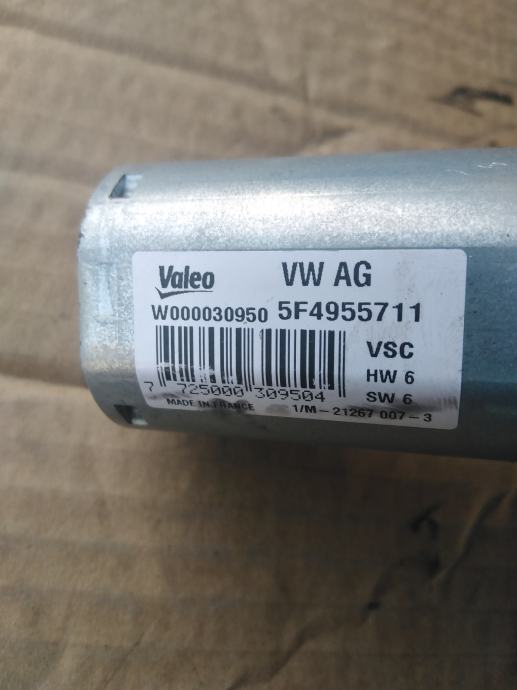 Valeo VW AG
W000030950 5F4955711
VSC
HW 6
SW 6
7 725000 309504
MADE IN FRANCE 1/M-21267 007-3